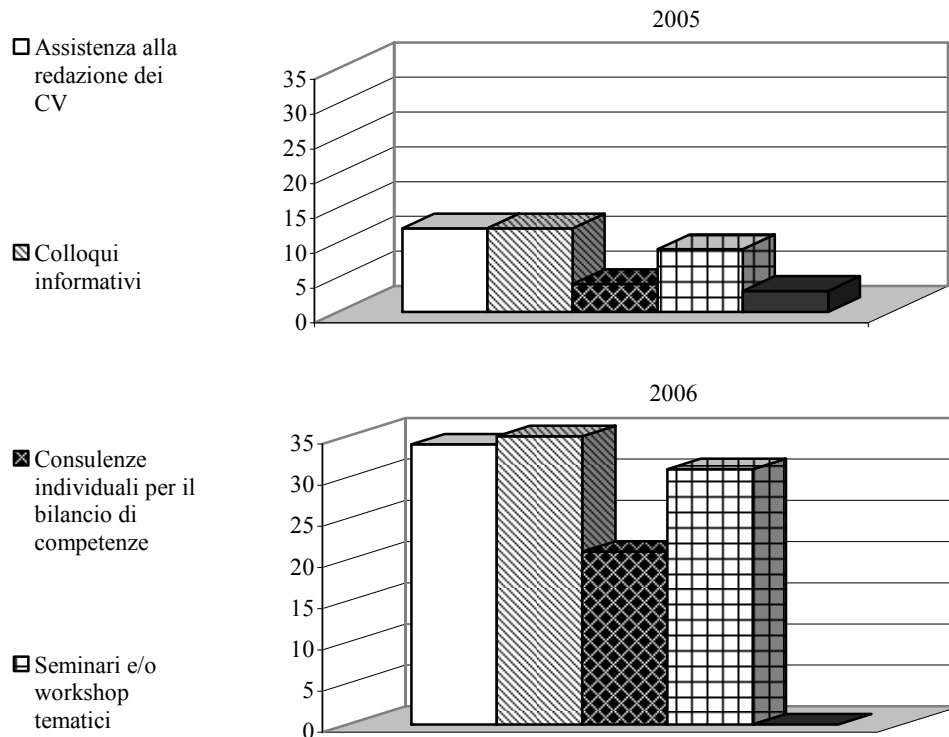 2005
Assistenza alla
redazione dei
CV
Colloqui
informativi
35
30
25
20
15
10
5
0
2006
Consulenze
individuali per il
bilancio di
competenze
Seminari e/o
workshop
tematici
35
30
25
20
15
10
5
0